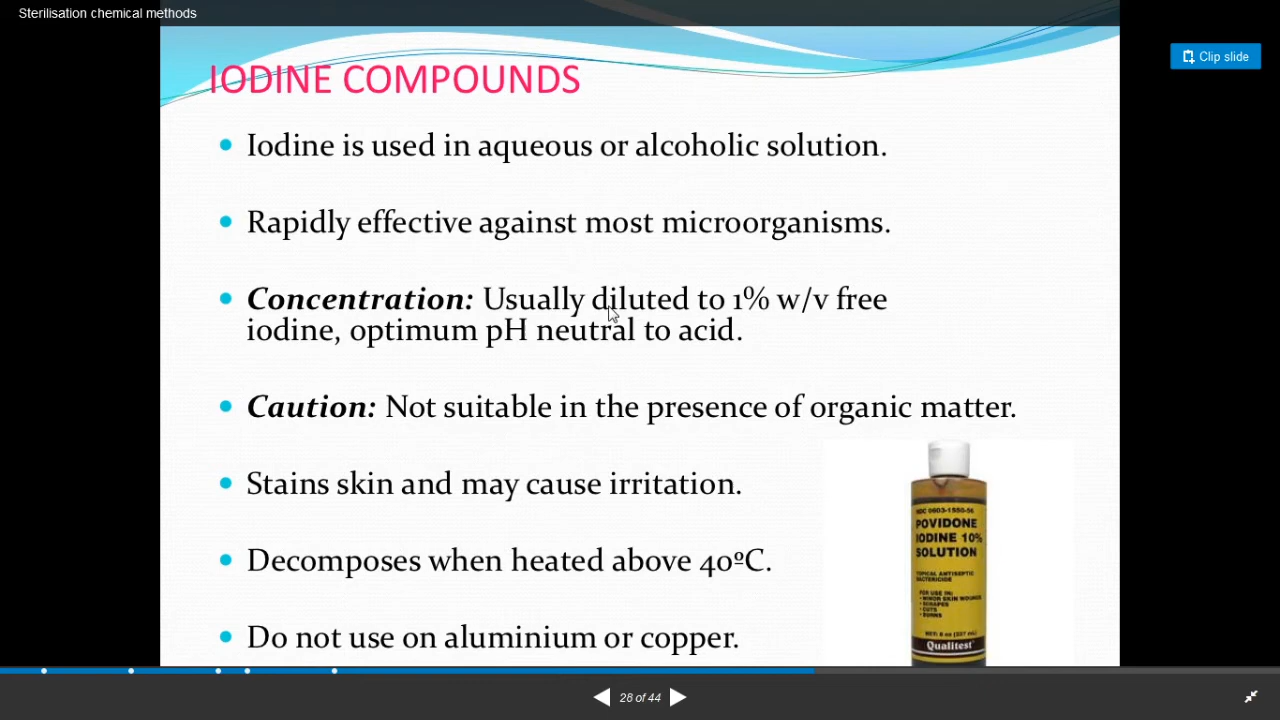 Sterilisation chemical methods
Clip slide
IODINE COMPOUNDS
Iodine is used in aqueous or alcoholic solution.
Rapidly effective against most microorganisms.
Concentration: Usually diluted to 1% w/v free
iodine, optimum pH neutral to acid.
Caution: Not suitable in the presence of organic matter.
Stains skin and may cause irritation.
Decomposes when heated above 40ºC.
Do not use on aluminium or copper.
NDC 0603-1550-56
POVIDONE
IODINE 10%
SOLUTION
TOPICAL ANTISEPTIC
BACTERICIDE
FOR USE IN:
• MINOR SKIN WOUNDS
• SCRAPES
• CUTS
• BURNS
NET: 8 oz (237 mL)
Qualitest
28 of 44